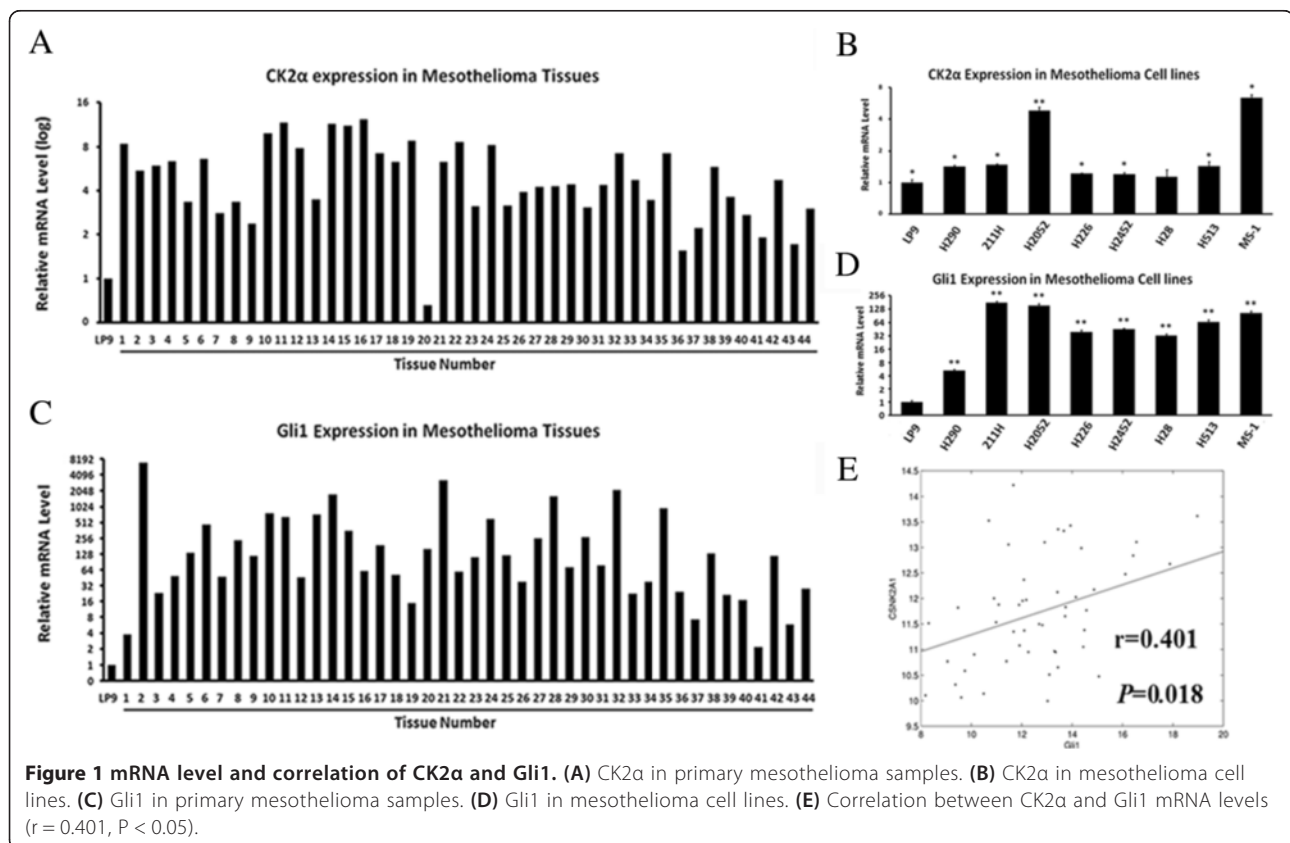 A
CK2α expression in Mesothelioma Tissues
Relative mRNA Level (log)
16
8
4
2
1
0
LP9 1 2 3 4 5 6 7 8 9 10 11 12 13 14 15 16 17 18 19 20 21 22 23 24 25 26 27 28 29 30 31 32 33 34 35 36 37 38 39 40 41 42 43 44
Tissue Number
B
CK2α Expression in Mesothelioma Cell lines
Relative mRNA Level
4
2
1
0
* * * ** * * * *
LP9 H290 211H H2052 H226 H2452 H28 H513 MS-1
C
Gli1 Expression in Mesothelioma Tissues
Relative mRNA Level
8192
4096
2048
1024
512
256
128
64
32
16
8
4
2
1
0
LP9 1 2 3 4 5 6 7 8 9 10 11 12 13 14 15 16 17 18 19 20 21 22 23 24 25 26 27 28 29 30 31 32 33 34 35 36 37 38 39 40 41 42 43 44
Tissue Number
D
Gli1 Expression in Mesothelioma Cell lines
Relative mRNA Level
256
128
64
32
16
8
4
2
1
0
** ** ** ** ** ** ** **
LP9 H290 211H H2052 H226 H2452 H28 H513 MS-1
E
CSNK2A1
14.5
14
13.5
13
12.5
12
11.5
11
10.5
10
9.5
r=0.401
P=0.018
8 10 12 14 16 18 20
Gli1
Figure 1 mRNA level and correlation of CK2α and Gli1. (A) CK2α in primary mesothelioma samples. (B) CK2α in mesothelioma cell
lines. (C) Gli1 in primary mesothelioma samples. (D) Gli1 in mesothelioma cell lines. (E) Correlation between CK2α and Gli1 mRNA levels
(r = 0.401, P < 0.05).